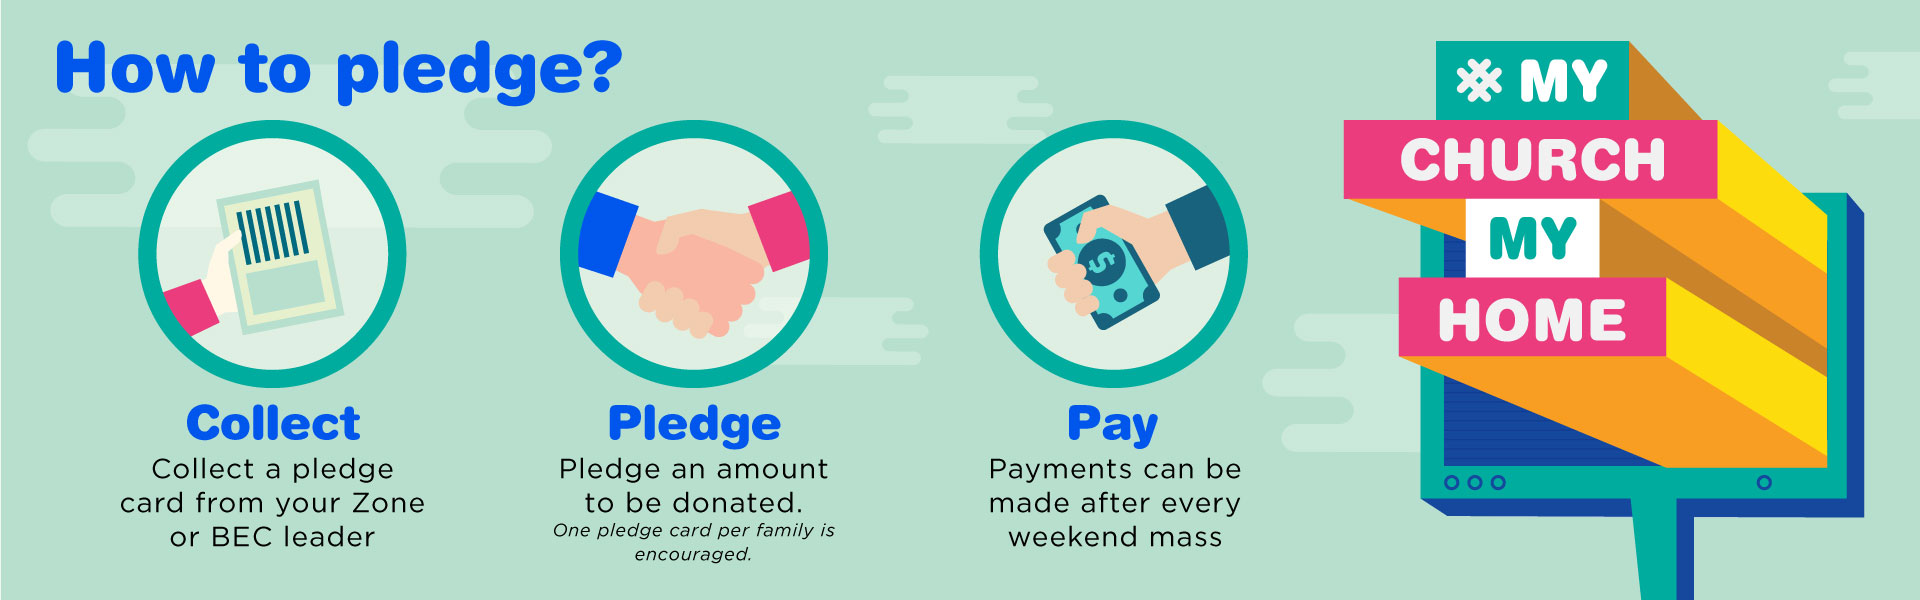 How to pledge?
Collect
Collect a pledge
card from your Zone
or BEC leader
Pledge
Pledge an amount
to be donated.
One pledge card per family is
encouraged.
$
Pay
Payments can be
made after every
weekend mass
# MY
CHURCH
MY
HOME